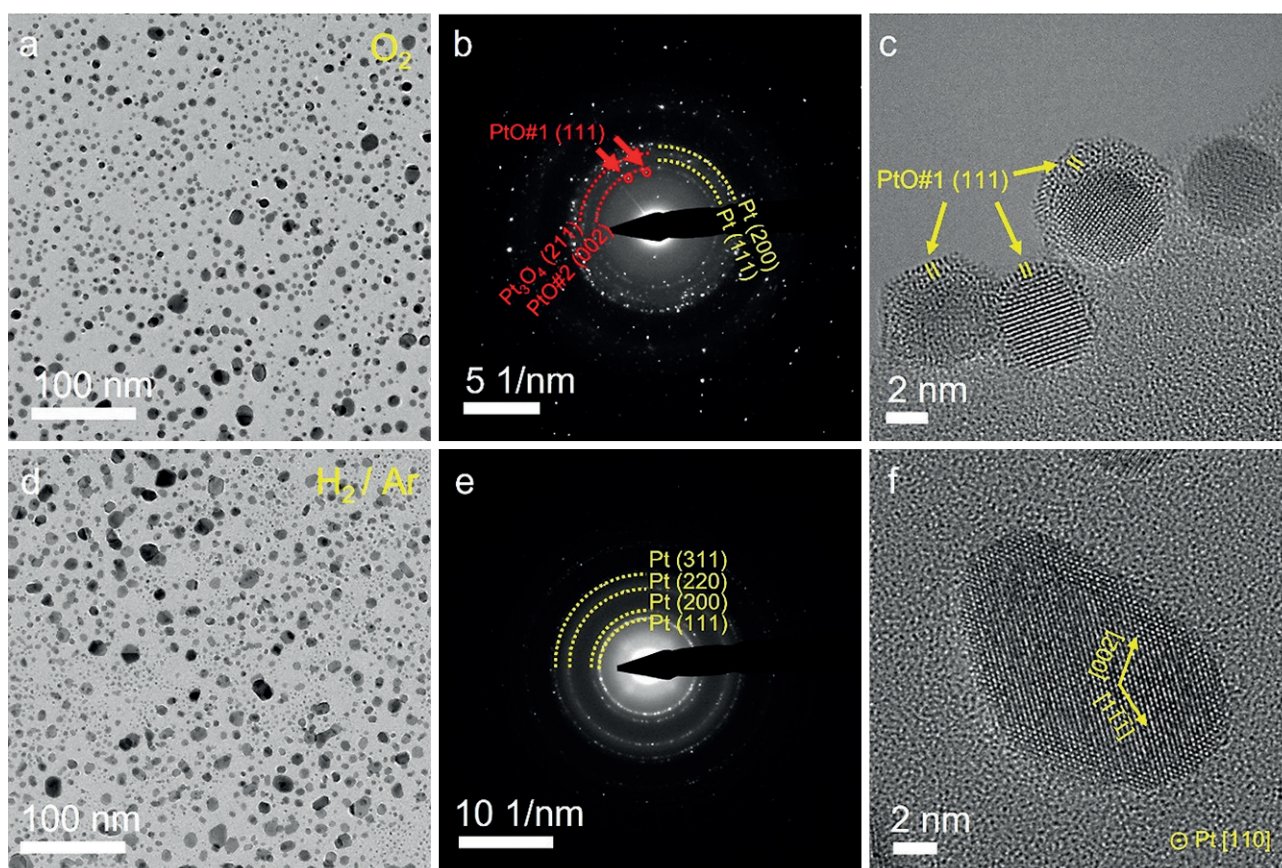 a
O₂
100 nm
b
PtO#1 (111)
Pt₃O₄ (211)
PtO#2 (002)
Pt (200)
Pt (111)
5 1/nm
c
PtO#1 (111)
2 nm
d
H₂ / Ar
100 nm
e
Pt (311)
Pt (220)
Pt (200)
Pt (111)
10 1/nm
f
[002]
2 nm
⊙ Pt [110]